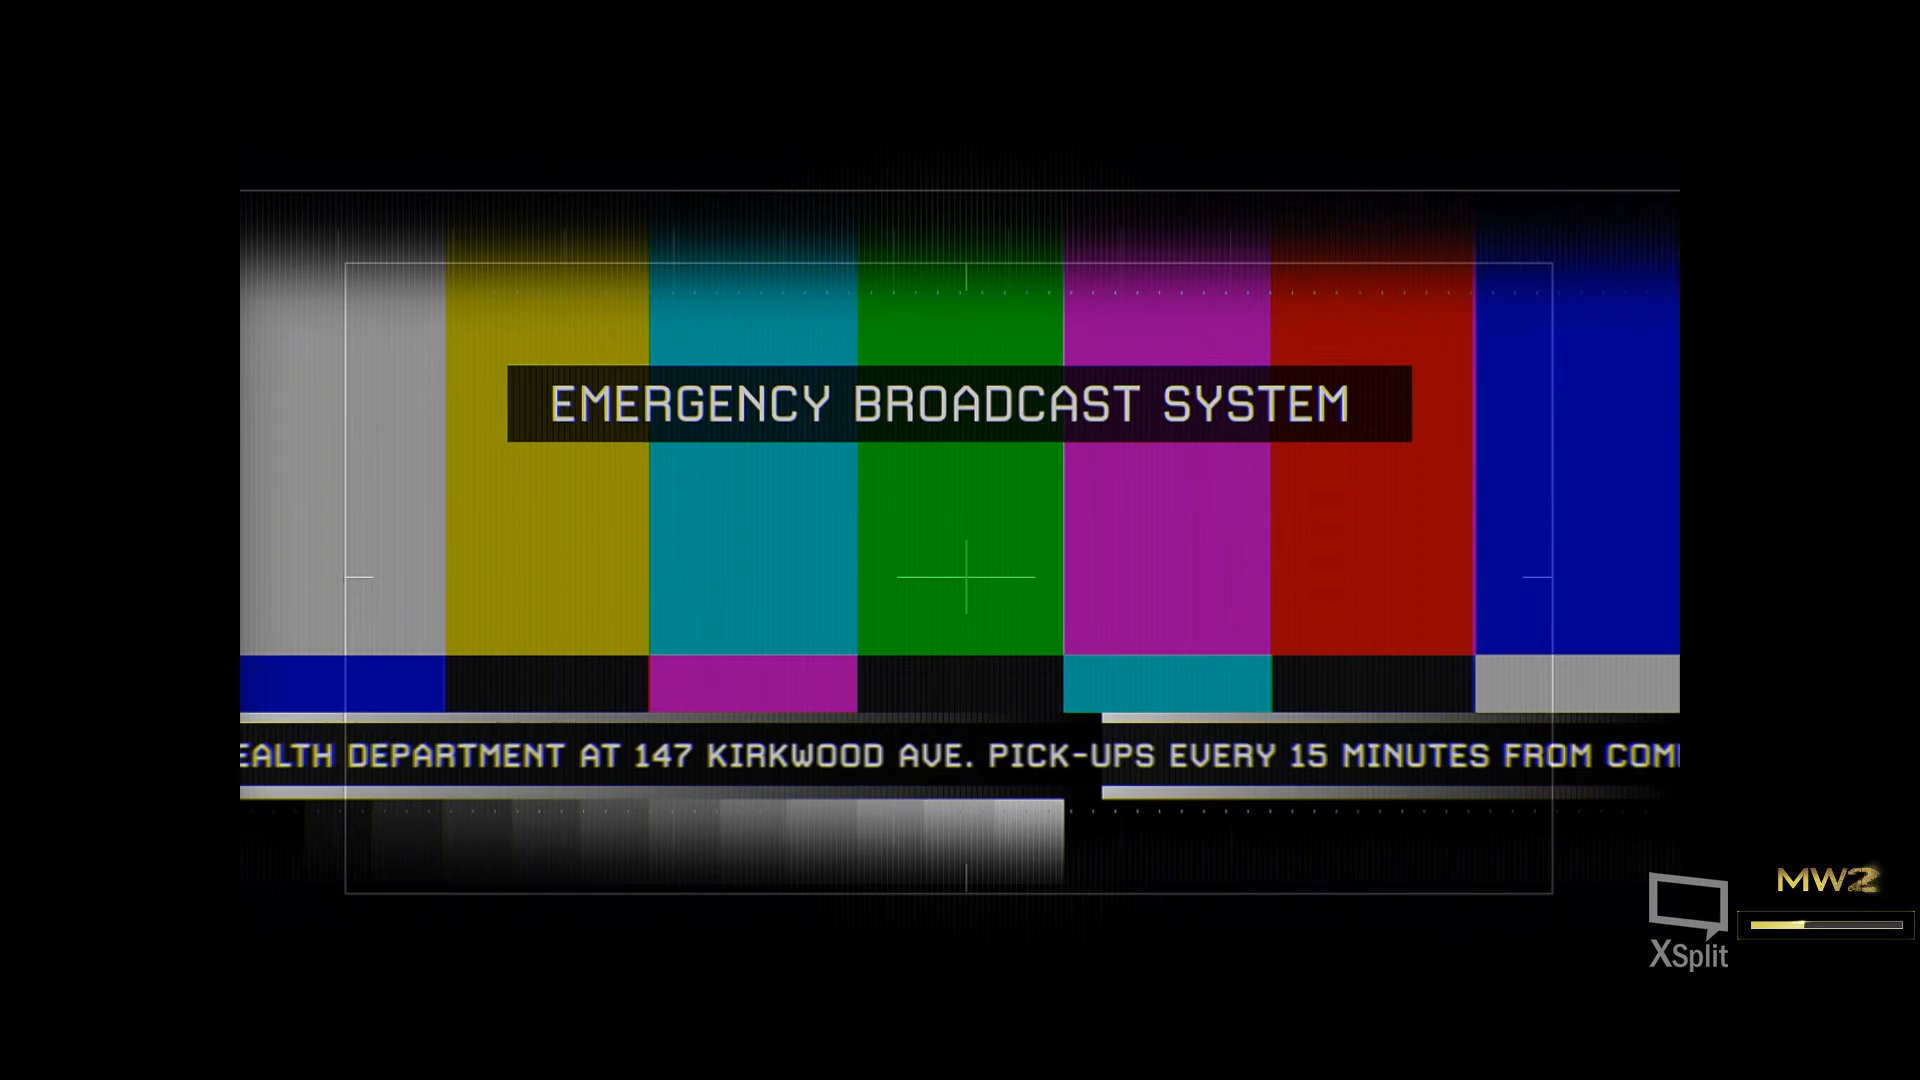 EMERGENCY BROADCAST SYSTEM
EALTH DEPARTMENT AT 147 KIRKWOOD AVE. PICK-UPS EVERY 15 MINUTES FROM COM
MW2
XSplit